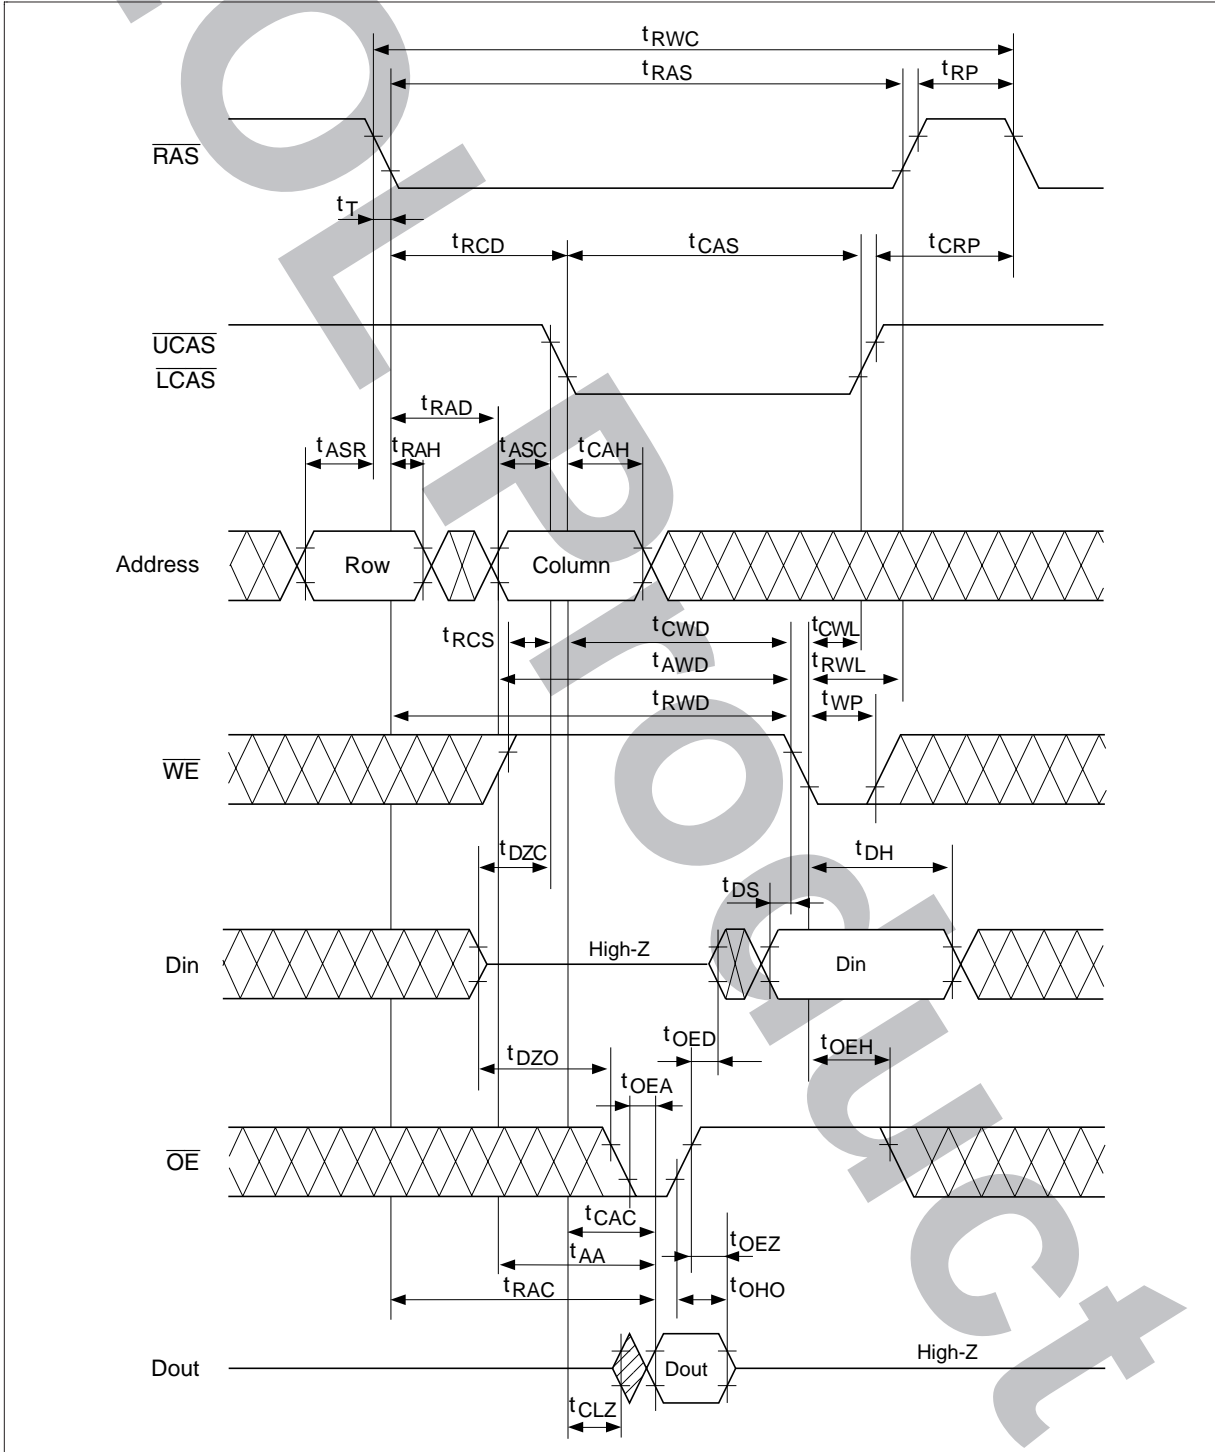 tRWC
tRAS
tRP
RAS
tT
tRCD
tCAS
tCRP
UCAS
LCAS
tRAD
tASR
tRAH
tASC
tCAH
Address
Row
Column
tRCS
tCWD
tCWL
tAWD
tRWL
tRWD
tWP
WE
tDZC
tDH
tDS
Din
High-Z
Din
tOED
tOEH
tDZO
tOEA
OE
tCAC
tOEZ
tAA
tRAC
tOHO
Dout
Dout
High-Z
tCLZ
OL Product